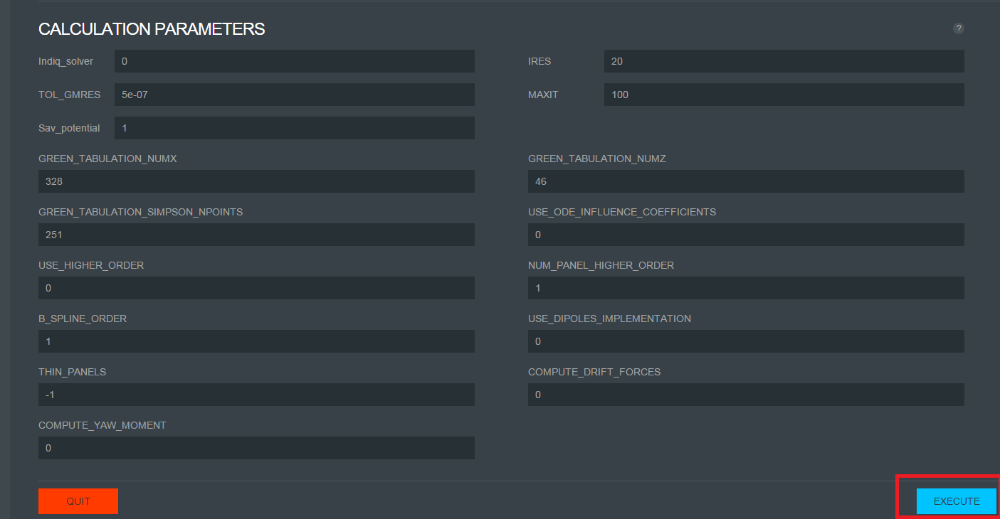 CALCULATION PARAMETERS
?
Indiq_solver 0 IRES 20
TOL_GMRES 5e-07 MAXIT 100
Sav_potential 1
GREEN_TABULATION_NUMX GREEN_TABULATION_NUMZ
328 46
GREEN_TABULATION_SIMPSON_NPOINTS USE_ODE_INFLUENCE_COEFFICIENTS
251 0
USE_HIGHER_ORDER NUM_PANEL_HIGHER_ORDER
0 1
B_SPLINE_ORDER USE_DIPOLES_IMPLEMENTATION
1 0
THIN_PANELS COMPUTE_DRIFT_FORCES
-1 0
COMPUTE_YAW_MOMENT
0
QUIT EXECUTE